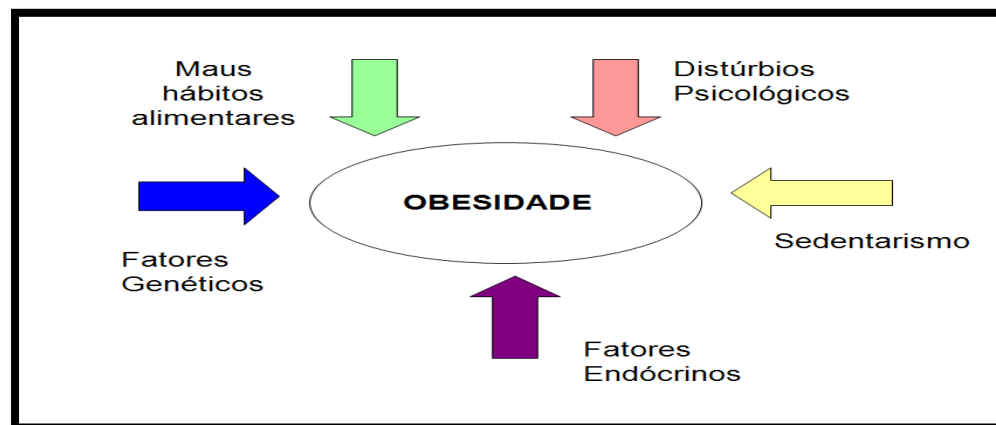 Maus
hábitos
alimentares
Distúrbios
Psicológicos
OBESIDADE
Sedentarismo
Fatores
Genéticos
Fatores
Endócrinos